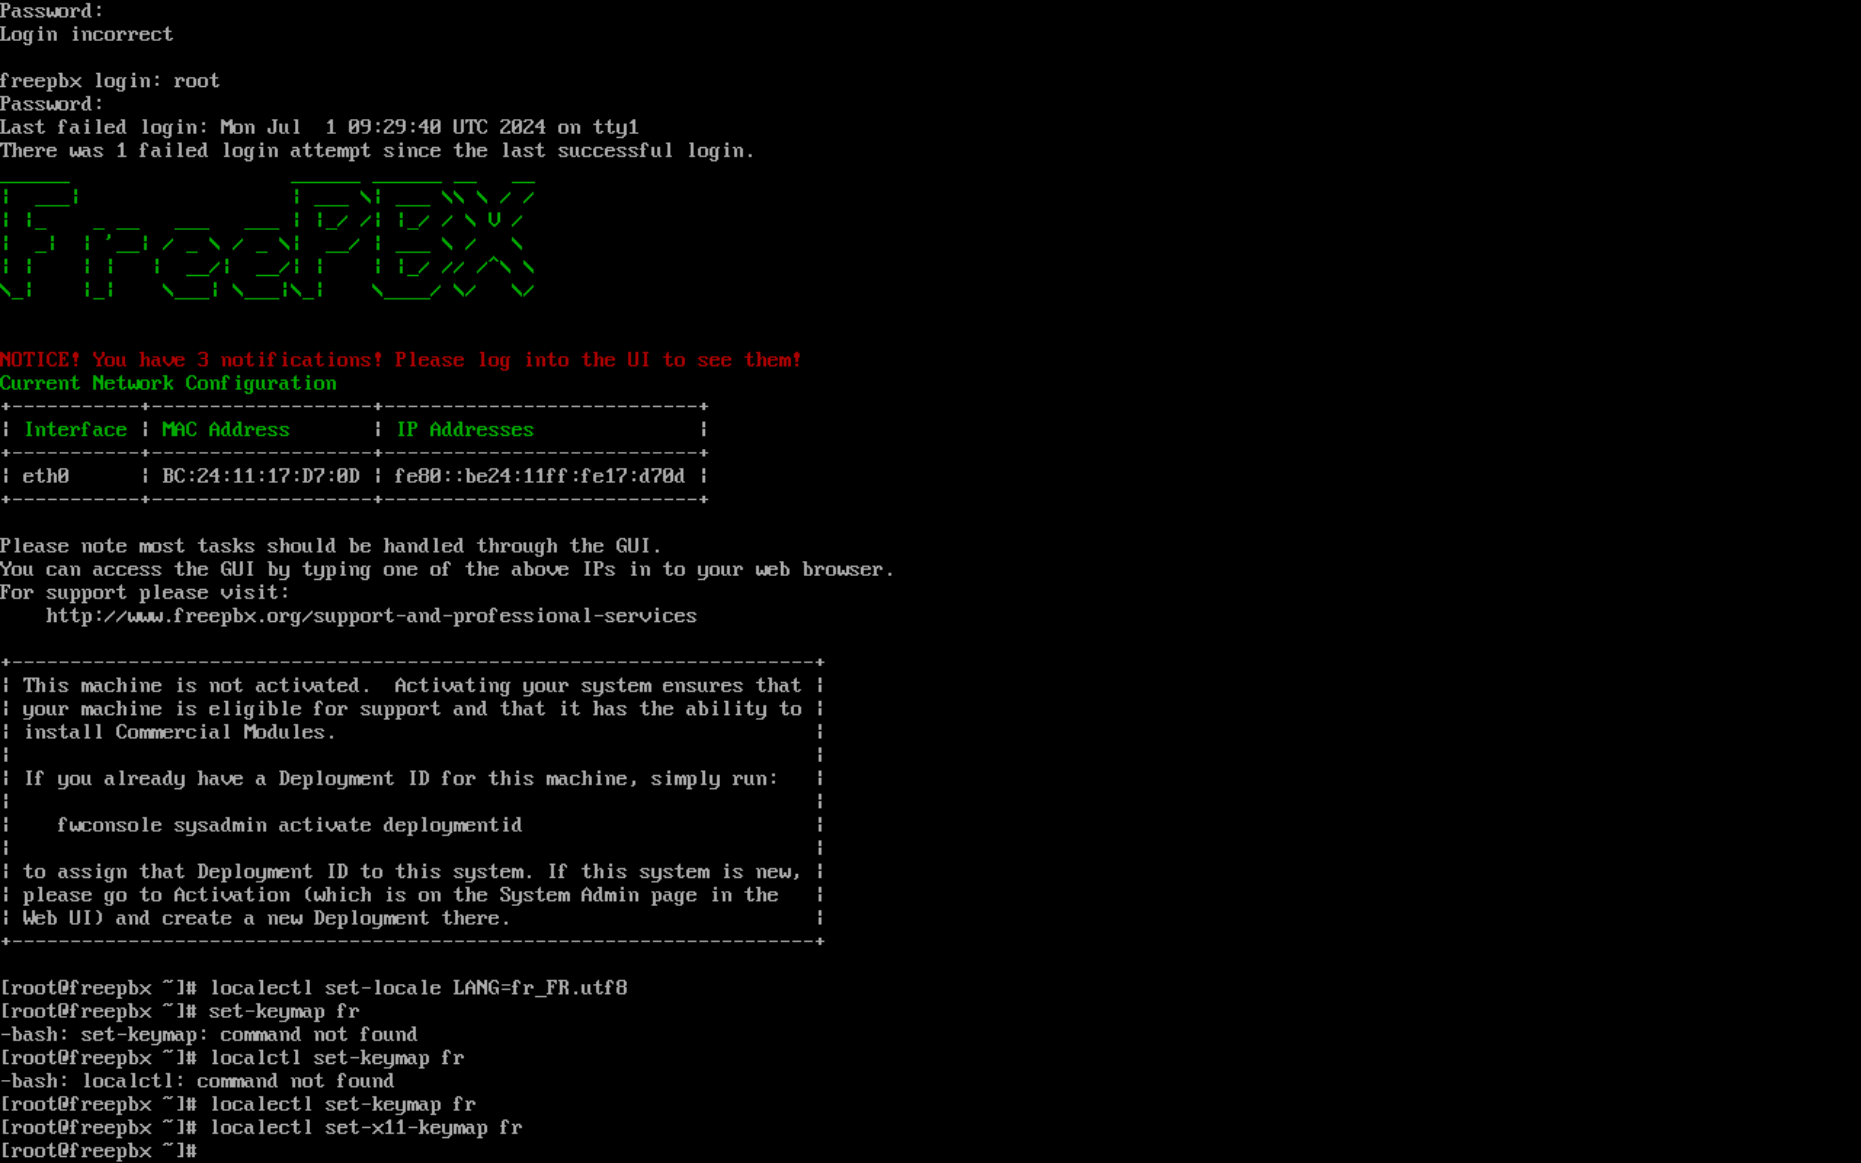 Password:
Login incorrect
freepbx login: root
Password:
Last failed login: Mon Jul  1 09:29:40 UTC 2024 on tty1
There was 1 failed login attempt since the last successful login.
FreePBX
NOTICE! You have 3 notifications! Please log into the UI to see them!
Current Network Configuration
+-----------+-------------------+---------------------------+
| Interface | MAC Address       | IP Addresses              |
+-----------+-------------------+---------------------------+
| eth0      | BC:24:11:17:D7:0D | fe80::be24:11ff:fe17:d70d |
+-----------+-------------------+---------------------------+
Please note most tasks should be handled through the GUI.
You can access the GUI by typing one of the above IPs in to your web browser.
For support please visit:
    http://www.freepbx.org/support-and-professional-services
+---------------------------------------------------------------------+
| This machine is not activated.  Activating your system ensures that |
| your machine is eligible for support and that it has the ability to |
| install Commercial Modules.                                         |
|                                                                     |
| If you already have a Deployment ID for this machine, simply run:   |
|                                                                     |
|    fwconsole sysadmin activate deploymentid                         |
|                                                                     |
| to assign that Deployment ID to this system. If this system is new, |
| please go to Activation (which is on the System Admin page in the   |
| Web UI) and create a new Deployment there.                          |
+---------------------------------------------------------------------+
[root@freepbx ~]# localectl set-locale LANG=fr_FR.utf8
[root@freepbx ~]# set-keymap fr
-bash: set-keymap: command not found
[root@freepbx ~]# localctl set-keymap fr
-bash: localctl: command not found
[root@freepbx ~]# localectl set-keymap fr
[root@freepbx ~]# localectl set-x11-keymap fr
[root@freepbx ~]#